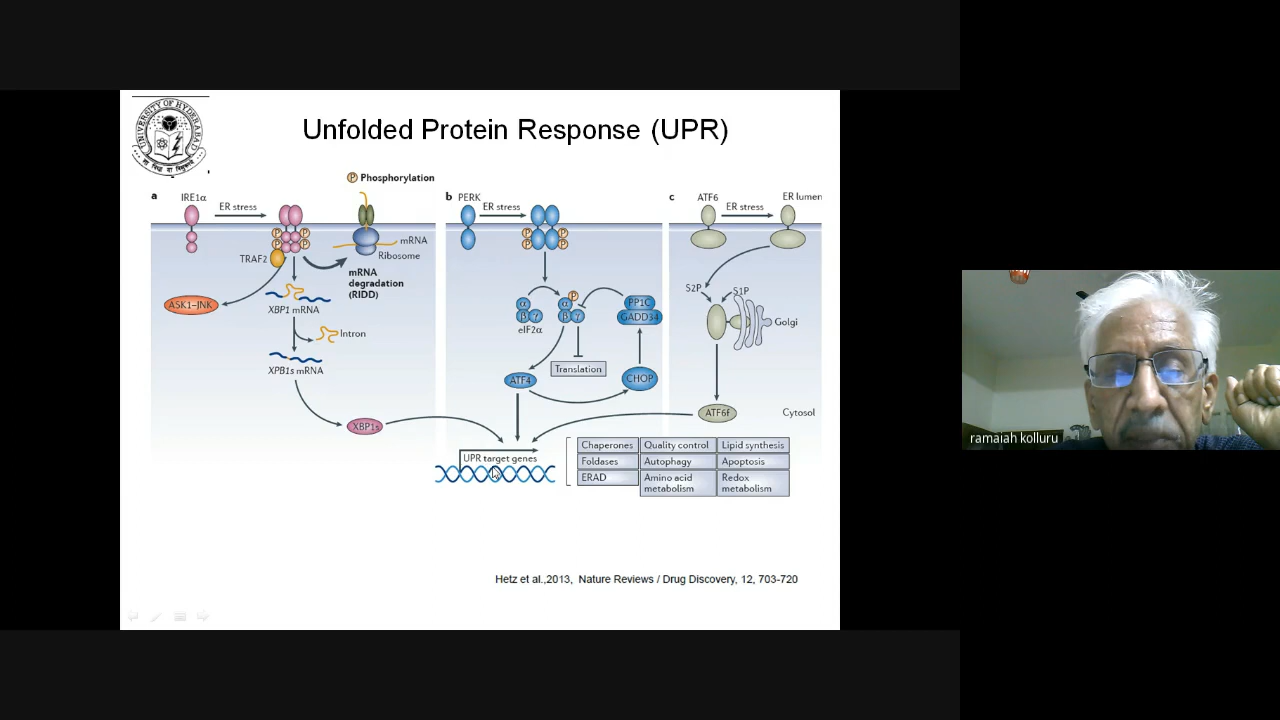 UNIVERSITY OF HYDERABAD
Unfolded Protein Response (UPR)
P Phosphorylation
a
IRE1α
ER stress
P P
P P
TRAF2
mRNA
Ribosome
mRNA
degradation
(RIDD)
ASK1–JNK
XBP1 mRNA
Intron
XPB1s mRNA
XBP1s
b
PERK
ER stress
P P
P P
P
α
β γ
eIF2α
α
β γ
PP1C
GADD34
Translation
ATF4
CHOP
c
ATF6
ER stress
ER lumen
S2P
S1P
Golgi
ATF6f
Cytosol
UPR target genes
Chaperones
Quality control
Lipid synthesis
Foldases
Autophagy
Apoptosis
ERAD
Amino acid
metabolism
Redox
metabolism
Hetz et al.,2013, Nature Reviews / Drug Discovery, 12, 703-720
ramaiah kolluru